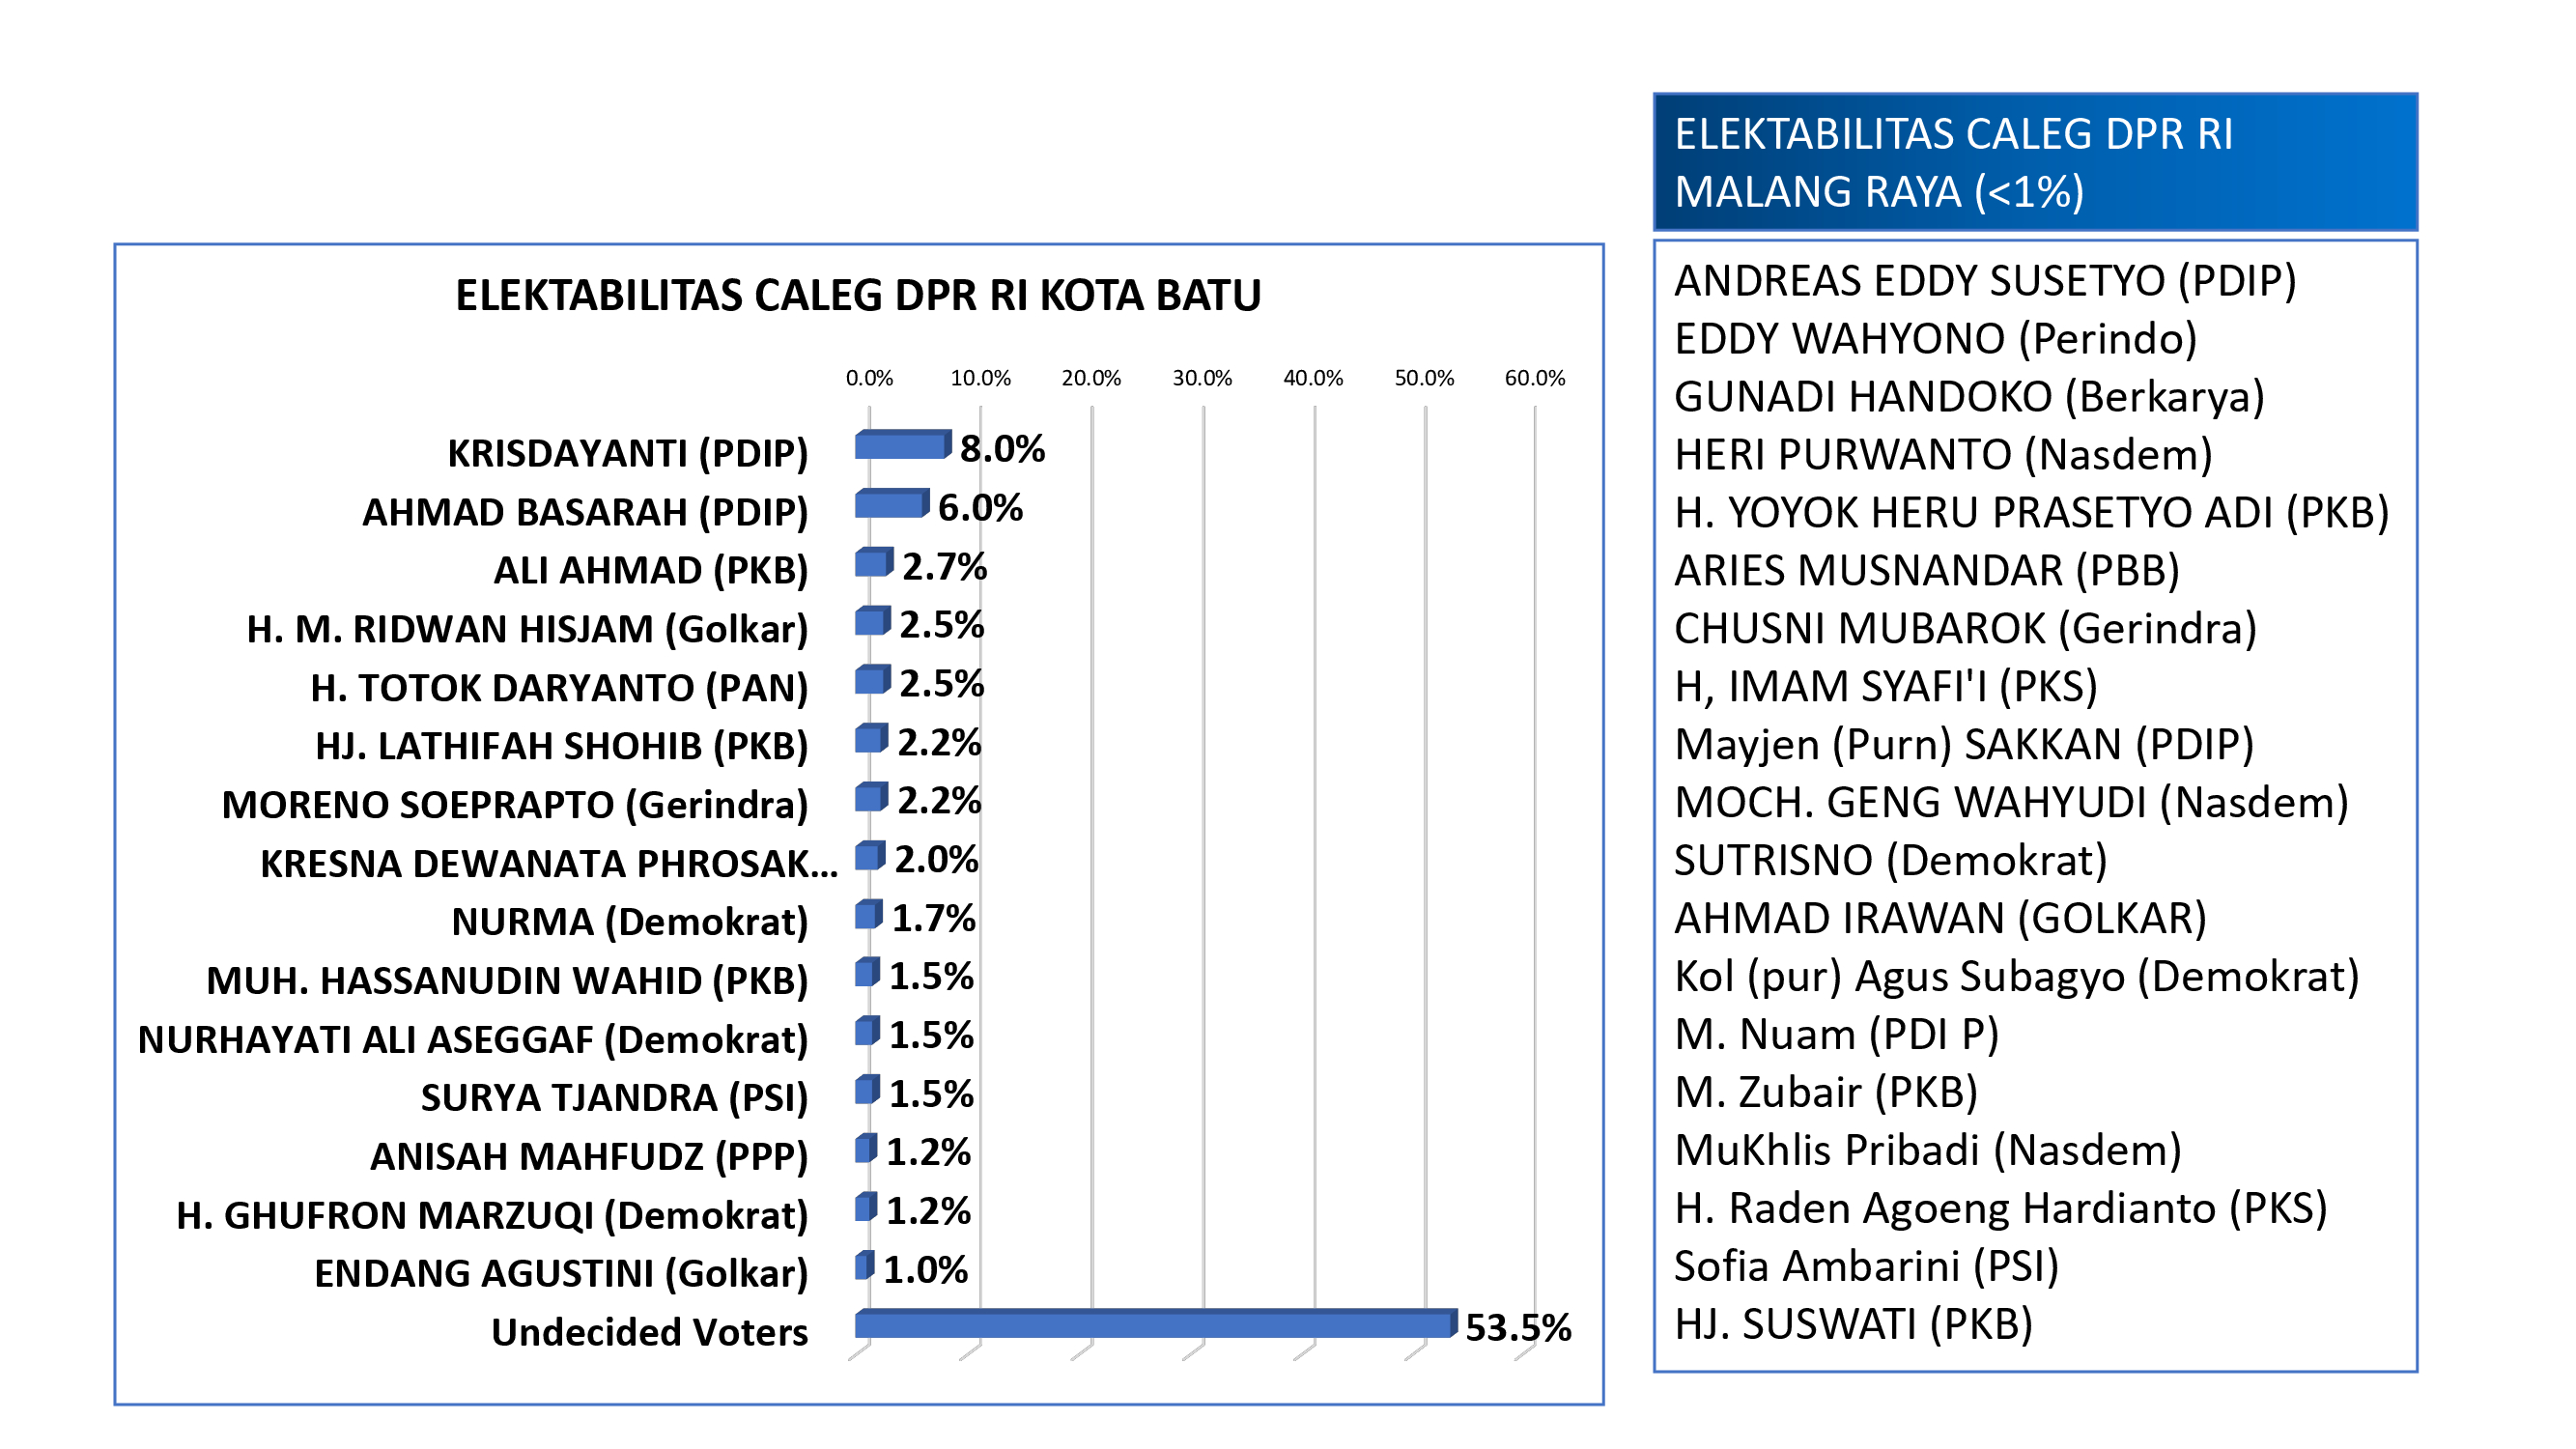 ELEKTABILITAS CALEG DPR RI
MALANG RAYA (<1%)
ELEKTABILITAS CALEG DPR RI KOTA BATU
0.0% 10.0% 20.0% 30.0% 40.0% 50.0% 60.0%
KRISDAYANTI (PDIP) 8.0%
AHMAD BASARAH (PDIP) 6.0%
ALI AHMAD (PKB) 2.7%
H. M. RIDWAN HISJAM (Golkar) 2.5%
H. TOTOK DARYANTO (PAN) 2.5%
HJ. LATHIFAH SHOHIB (PKB) 2.2%
MORENO SOEPRAPTO (Gerindra) 2.2%
KRESNA DEWANATA PHROSAK... 2.0%
NURMA (Demokrat) 1.7%
MUH. HASSANUDIN WAHID (PKB) 1.5%
NURHAYATI ALI ASEGGAF (Demokrat) 1.5%
SURYA TJANDRA (PSI) 1.5%
ANISAH MAHFUDZ (PPP) 1.2%
H. GHUFRON MARZUQI (Demokrat) 1.2%
ENDANG AGUSTINI (Golkar) 1.0%
Undecided Voters 53.5%
ANDREAS EDDY SUSETYO (PDIP)
EDDY WAHYONO (Perindo)
GUNADI HANDOKO (Berkarya)
HERI PURWANTO (Nasdem)
H. YOYOK HERU PRASETYO ADI (PKB)
ARIES MUSNANDAR (PBB)
CHUSNI MUBAROK (Gerindra)
H, IMAM SYAFI'I (PKS)
Mayjen (Purn) SAKKAN (PDIP)
MOCH. GENG WAHYUDI (Nasdem)
SUTRISNO (Demokrat)
AHMAD IRAWAN (GOLKAR)
Kol (pur) Agus Subagyo (Demokrat)
M. Nuam (PDI P)
M. Zubair (PKB)
MuKhlis Pribadi (Nasdem)
H. Raden Agoeng Hardianto (PKS)
Sofia Ambarini (PSI)
HJ. SUSWATI (PKB)